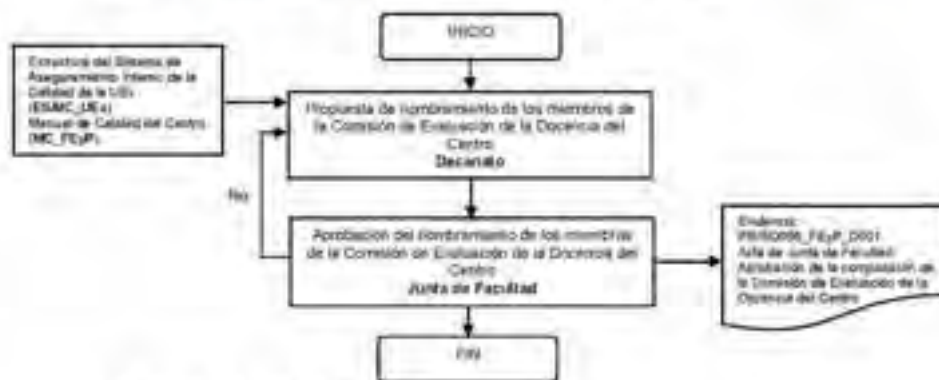 INICIO
Estructura del Sistema de
Aseguramiento Interno de la
Calidad de la UEx
Manual de Calidad del Centro
Propuesta de nombramiento de los miembros de
la Comisión de Evaluación de la Docencia del
Centro
Decanato
No
Aprobación del nombramiento de los miembros
de la Comisión de Evaluación de la Docencia del
Centro
Junta de Facultad
Evidencia:
Acta de Junta de Facultad:
Aprobación de la composición de
la Comisión de Evaluación de la
Docencia del Centro
FIN